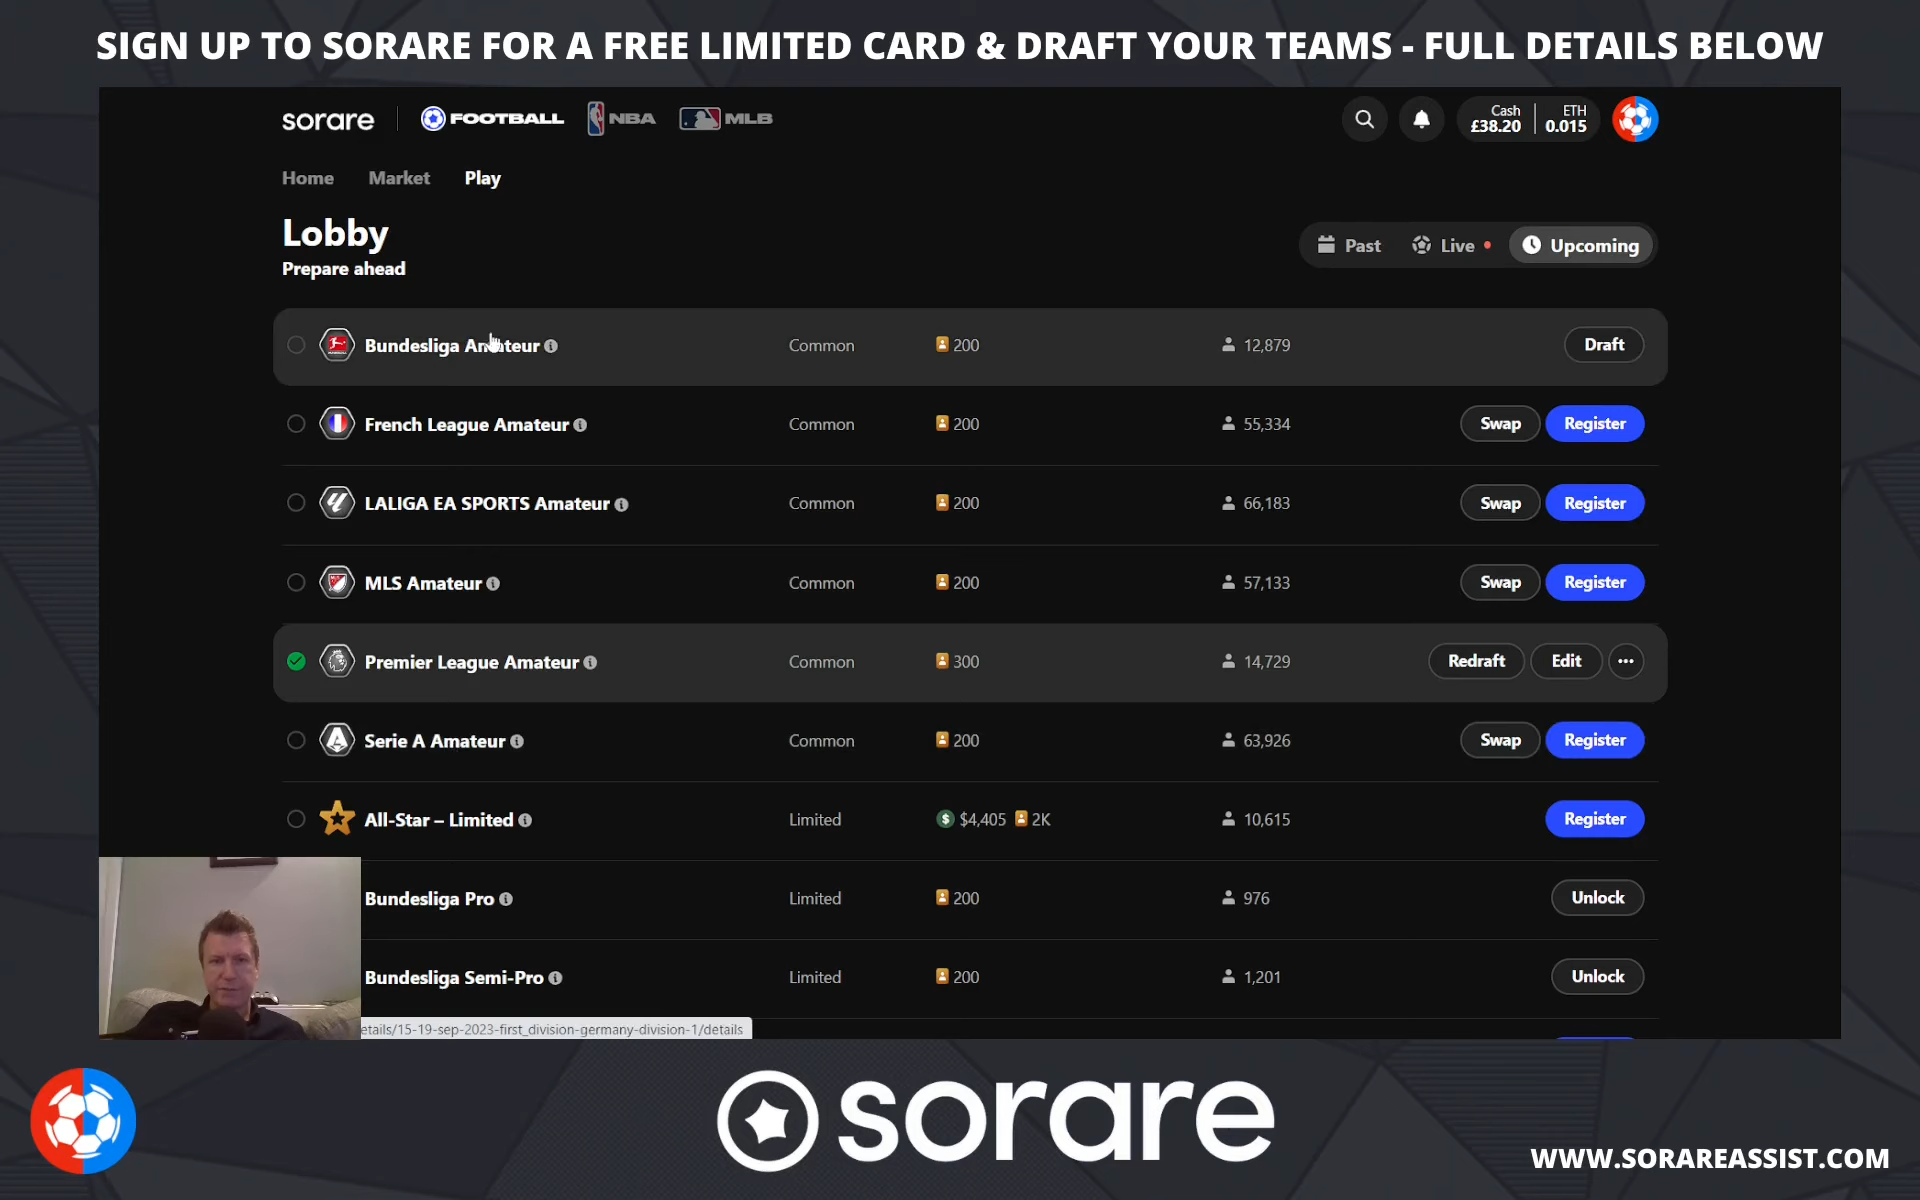 SIGN UP TO SORARE FOR A FREE LIMITED CARD & DRAFT YOUR TEAMS - FULL DETAILS BELOW
sorare FOOTBALL NBA MLB
Cash £38.20 ETH 0.015
Home Market Play
Lobby
Prepare ahead
Past Live Upcoming
Bundesliga Amateur Common 200 12,879 Draft
French League Amateur Common 200 55,334 Swap Register
LALIGA EA SPORTS Amateur Common 200 66,183 Swap Register
MLS Amateur Common 200 57,133 Swap Register
Premier League Amateur Common 300 14,729 Redraft Edit
Serie A Amateur Common 200 63,926 Swap Register
All-Star – Limited Limited $4,405 2K 10,615 Register
Bundesliga Pro Limited 200 976 Unlock
Bundesliga Semi-Pro Limited 200 1,201 Unlock
etails/15-19-sep-2023-first_division-germany-division-1/details
sorare
WWW.SORAREASSIST.COM